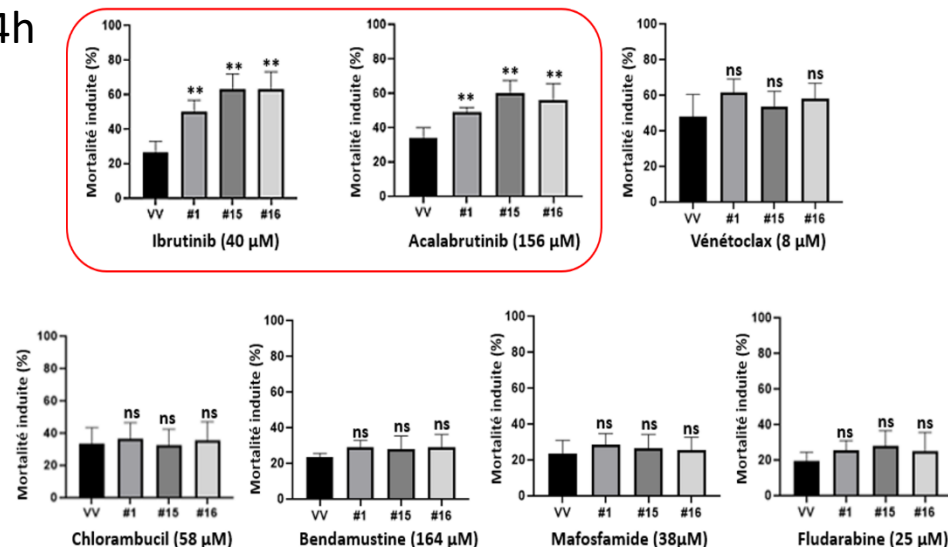 4h
Mortalité induite (%)
100
80
60
40
20
0
** ** **
VV #1 #15 #16
Ibrutinib (40 µM)
Mortalité induite (%)
100
80
60
40
20
0
** ** **
VV #1 #15 #16
Acalabrutinib (156 µM)
Mortalité induite (%)
100
80
60
40
20
0
ns ns ns
VV #1 #15 #16
Vénétoclax (8 µM)
Mortalité induite (%)
100
80
60
40
20
0
ns ns ns
VV #1 #15 #16
Chlorambucil (58 µM)
Mortalité induite (%)
100
80
60
40
20
0
ns ns ns
VV #1 #15 #16
Bendamustine (164 µM)
Mortalité induite (%)
100
80
60
40
20
0
ns ns ns
VV #1 #15 #16
Mafosfamide (38µM)
Mortalité induite (%)
100
80
60
40
20
0
ns ns ns
VV #1 #15 #16
Fludarabine (25 µM)